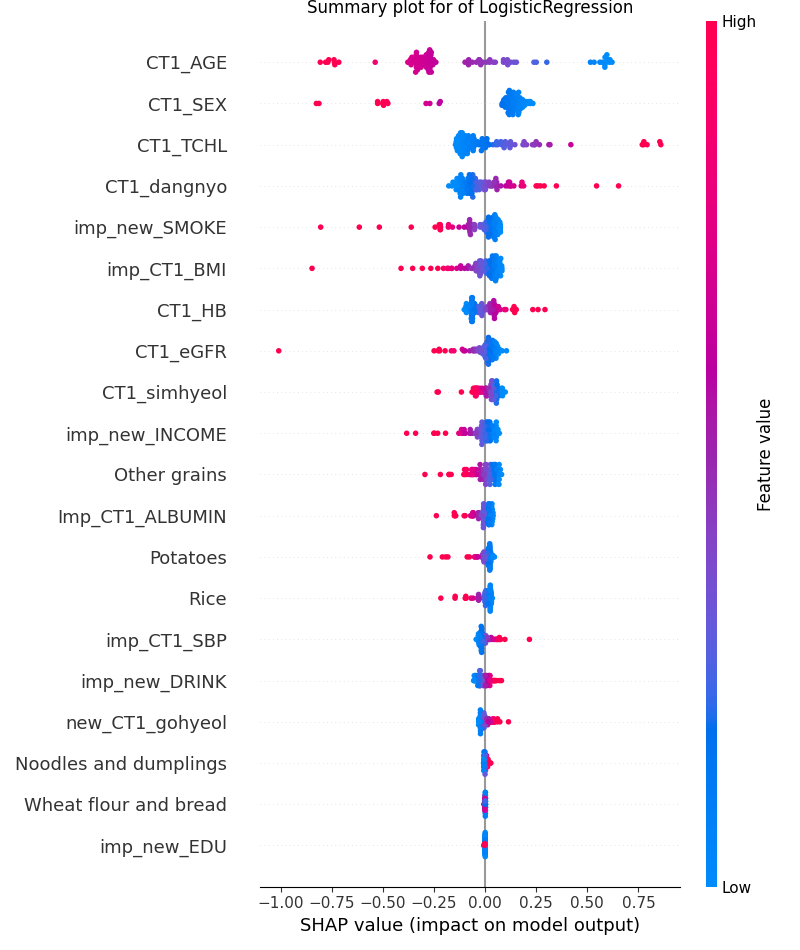 Summary plot for of LogisticRegression
High
CT1_AGE
CT1_SEX
CT1_TCHL
CT1_dangnyo
imp_new_SMOKE
imp_CT1_BMI
CT1_HB
CT1_eGFR
CT1_simhyeol
imp_new_INCOME
Other grains
Imp_CT1_ALBUMIN
Potatoes
Rice
imp_CT1_SBP
imp_new_DRINK
new_CT1_gohyeol
Noodles and dumplings
Wheat flour and bread
imp_new_EDU
Feature value
Low
−1.00 −0.75 −0.50 −0.25 0.00 0.25 0.50 0.75
SHAP value (impact on model output)